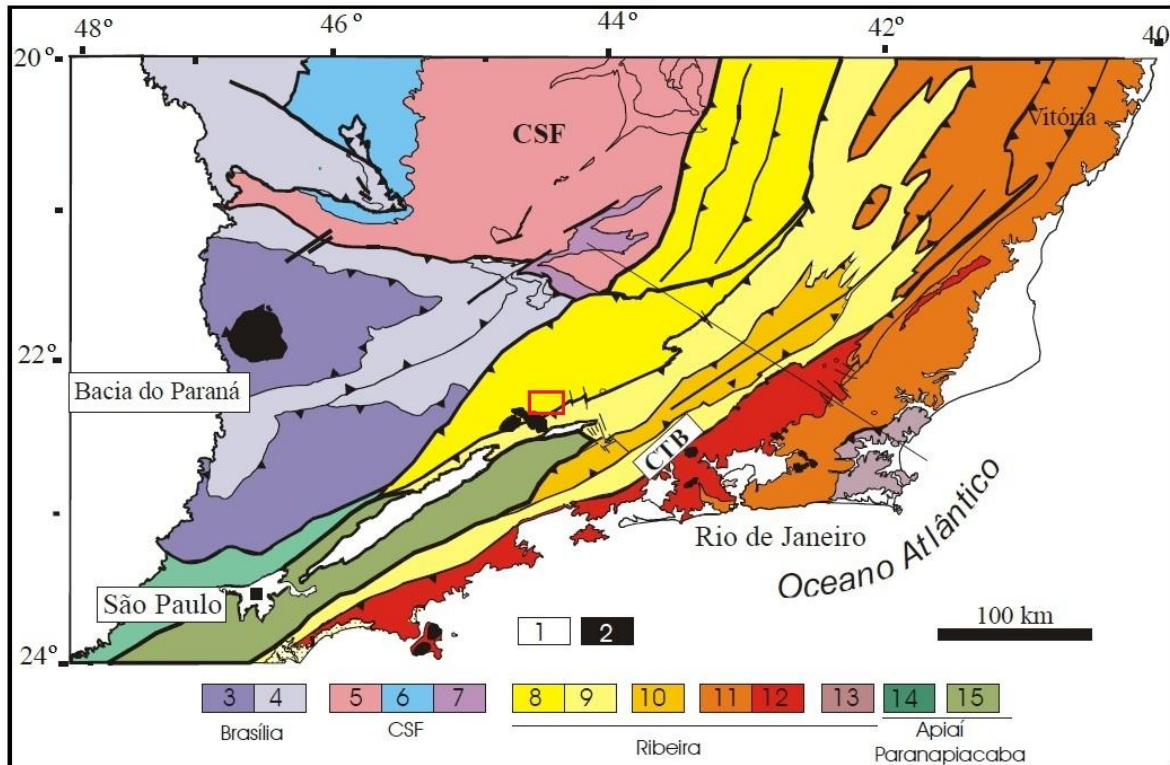 48° 46° 44° 42° 40
20°
CSF
Vitória
22°
Bacia do Paraná
CTB
Rio de Janeiro
Oceano Atlântico
São Paulo
100 km
24°
1 2
3 4 5 6 7 8 9 10 11 12 13 14 15
Brasília CSF Ribeira Apiaí
Paranapiacaba